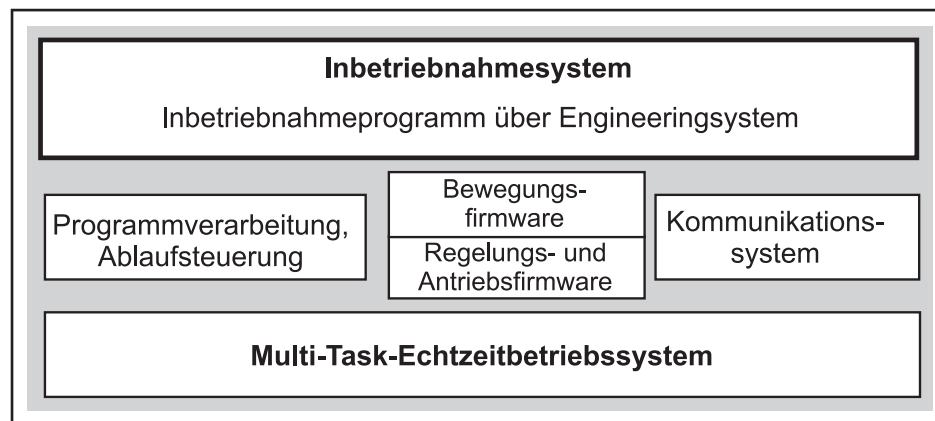 Inbetriebnahmesystem
Inbetriebnahmeprogramm über Engineeringsystem
Programmverarbeitung,
Ablaufsteuerung
Bewegungs-
firmware
Regelungs- und
Antriebsfirmware
Kommunikations-
system
Multi-Task-Echtzeitbetriebssystem